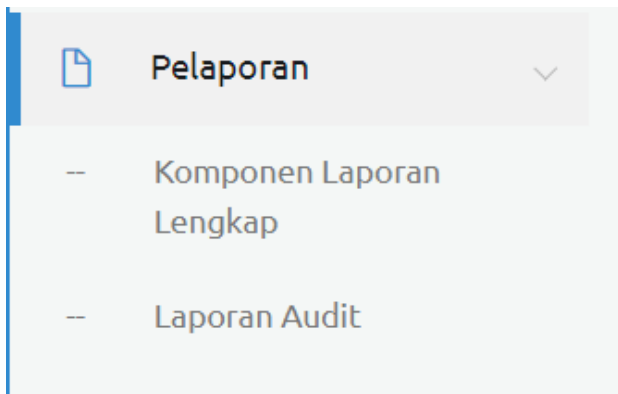 Pelaporan
-- Komponen Laporan
Lengkap
-- Laporan Audit